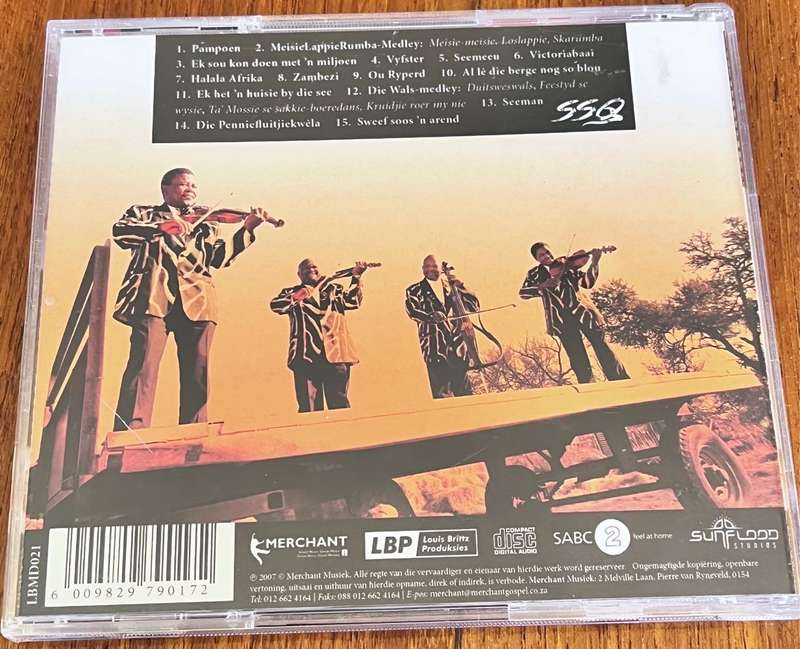 1. Pampoen 2. MeisieLappieRumba-Medley: Meisie-meisie, Loslappie, Skarumba
3. Ek sou kon doen met 'n miljoen 4. Vyfster 5. Seemeeu 6. Victoriabaai
7. Halala Afrika 8. Zambezi 9. Ou Ryperd 10. Al lê die berge nog so blou
11. Ek het 'n huisie by die see 12. Die Wals-medley: Duitsweswals, Feestyd se
wysie, Ta' Mossie se sakkie-boeredans, Kruidjie roer my nie 13. Seeman
14. Die Penniefluitjiekwêla 15. Sweef soos 'n arend
SSQ
LBMD021
6 009829 790172
MERCHANT
LBP Louis Brittz
Produksies
COMPACT
disc
DIGITAL AUDIO
SABC 2 feel at home
SUNFLOOD
STUDIOS
℗ 2007 © Merchant Musiek. Alle regte van die vervaardiger en eienaar van hierdie werk word gereserveer. Ongemagtigde kopiëring, openbare
vertoning, uitsaai en uithuur van hierdie opname, direk of indirek, is verbode. Merchant Musiek: 2 Melville Laan, Pierre van Ryneveld, 0154
Tel: 012 662 4164 | Faks: 088 012 662 4164 | Epos: merchant@merchantgospel.co.za